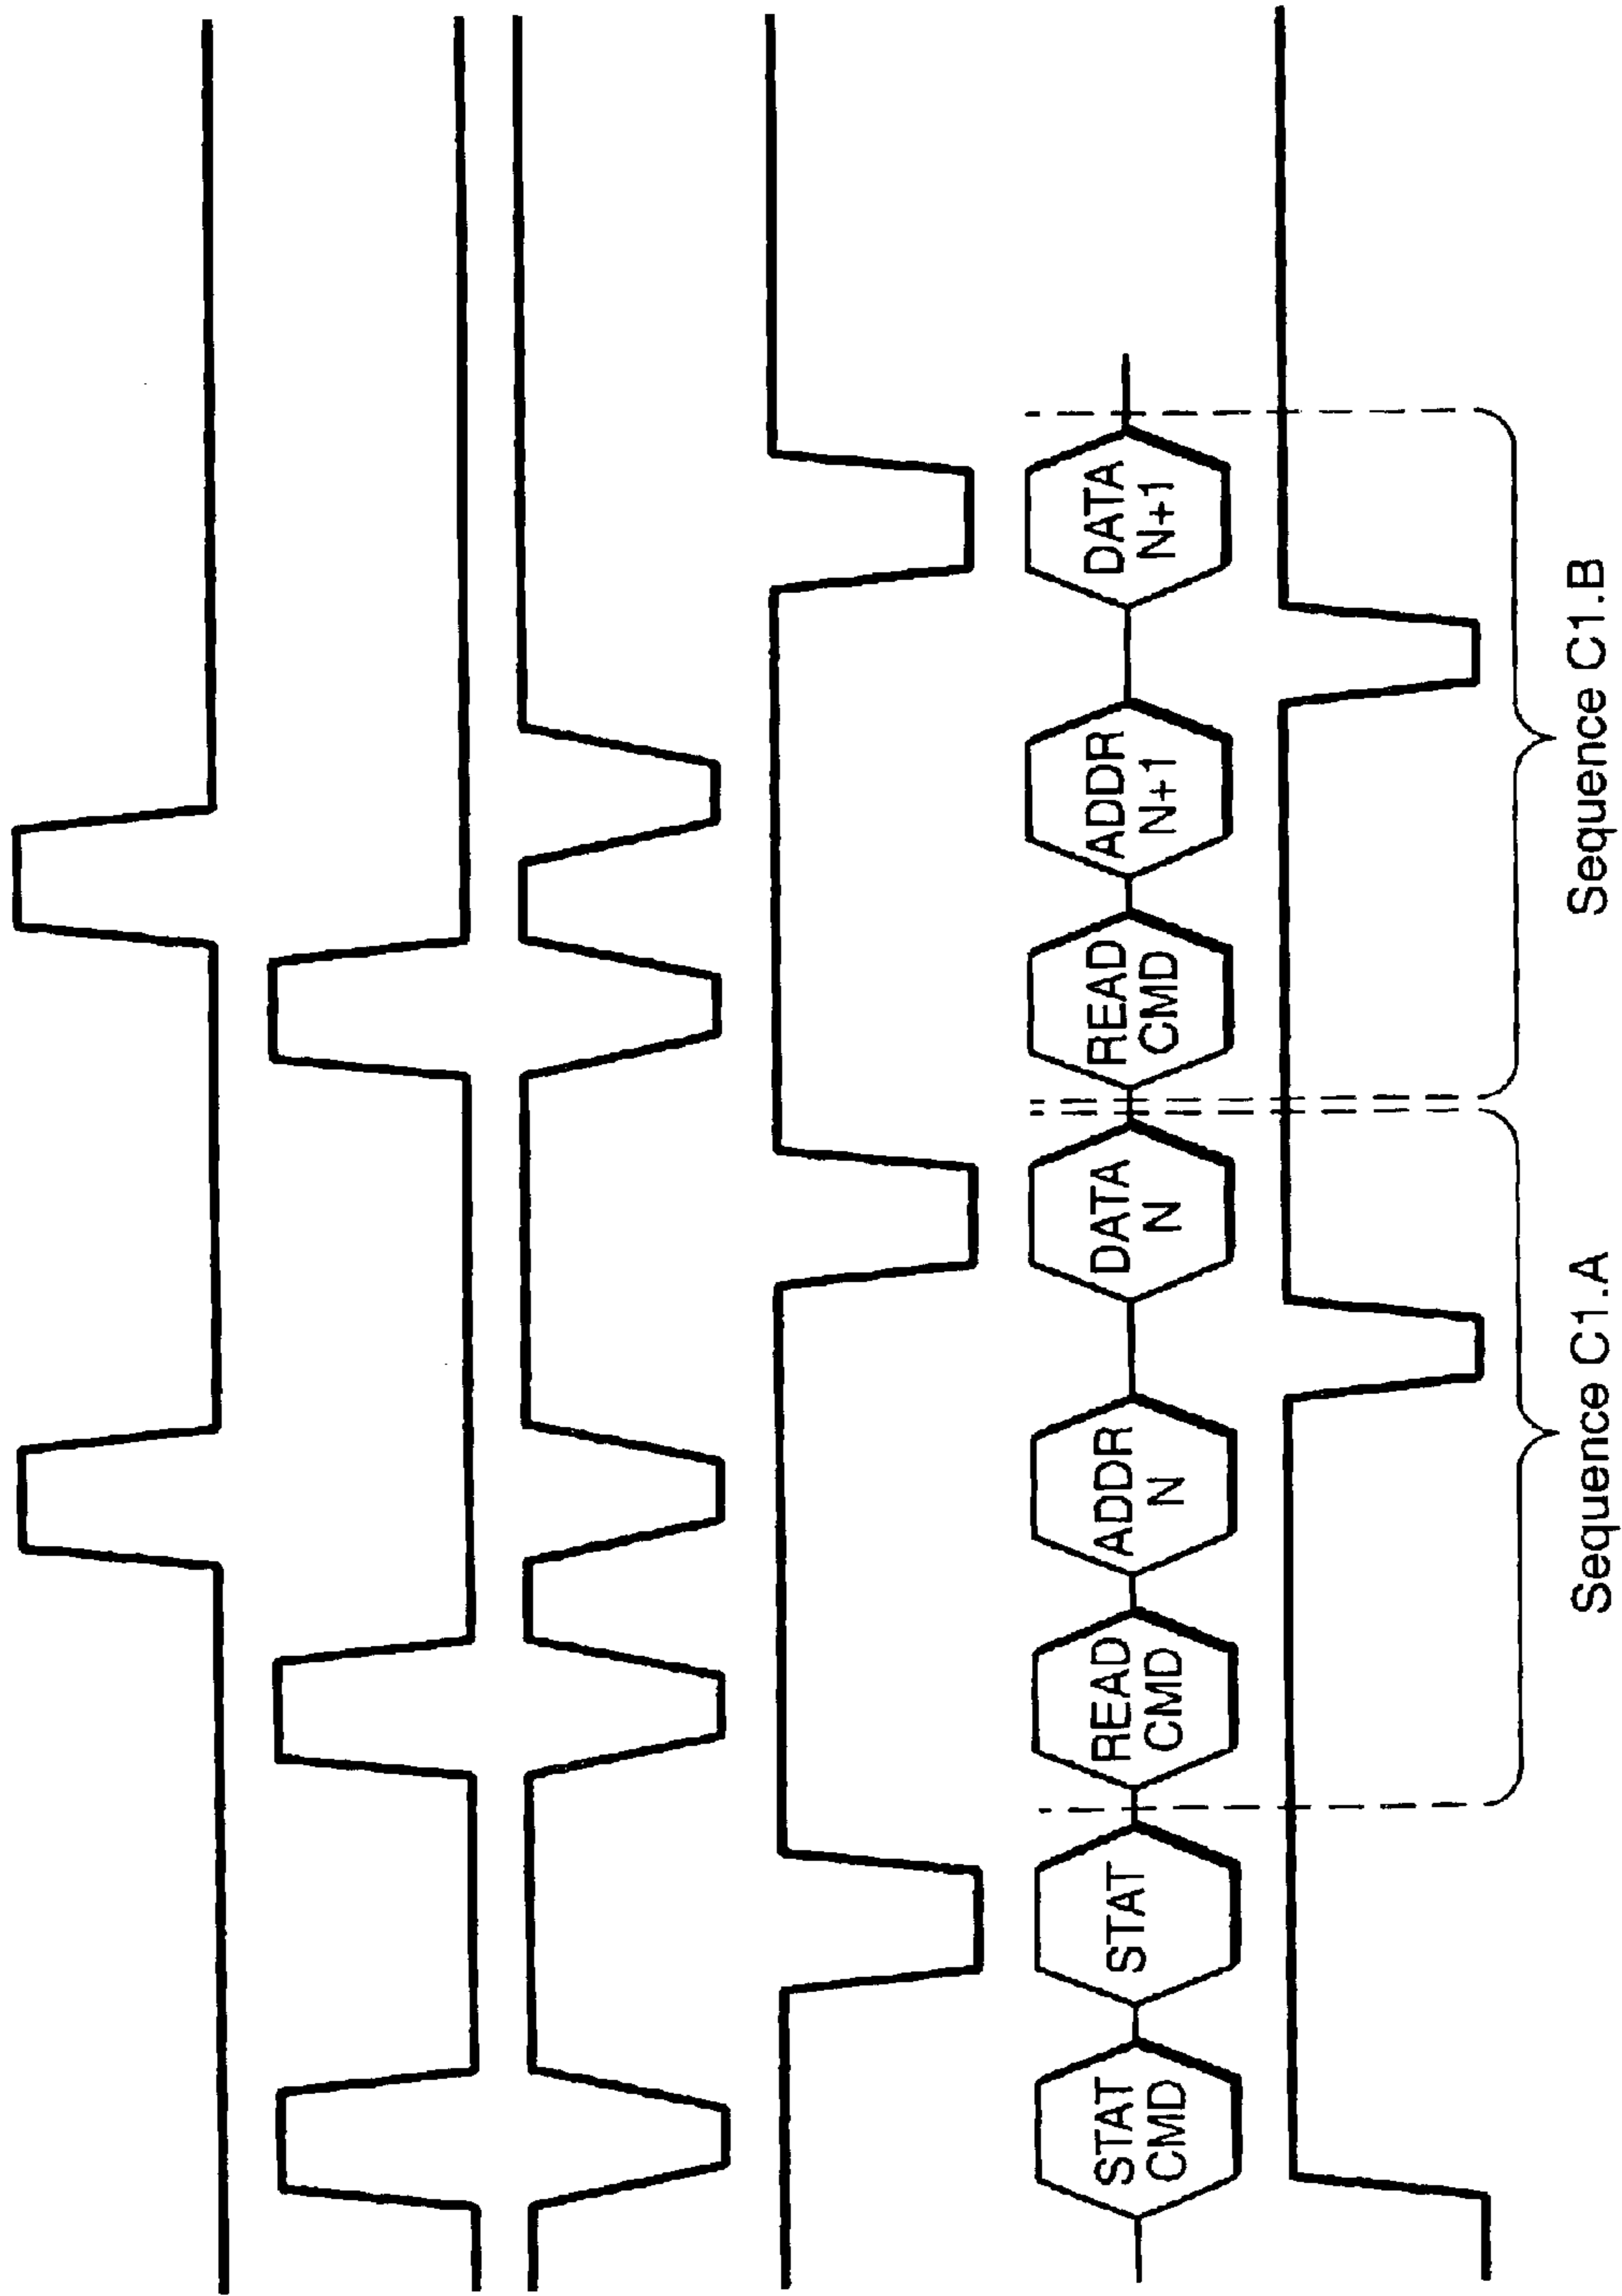 STAT
CMD
STAT
READ
CMD
ADDR
N
DATA
N
READ
CMD
ADDR
N+1
DATA
N+1
Sequence C1.A
Sequence C1.B